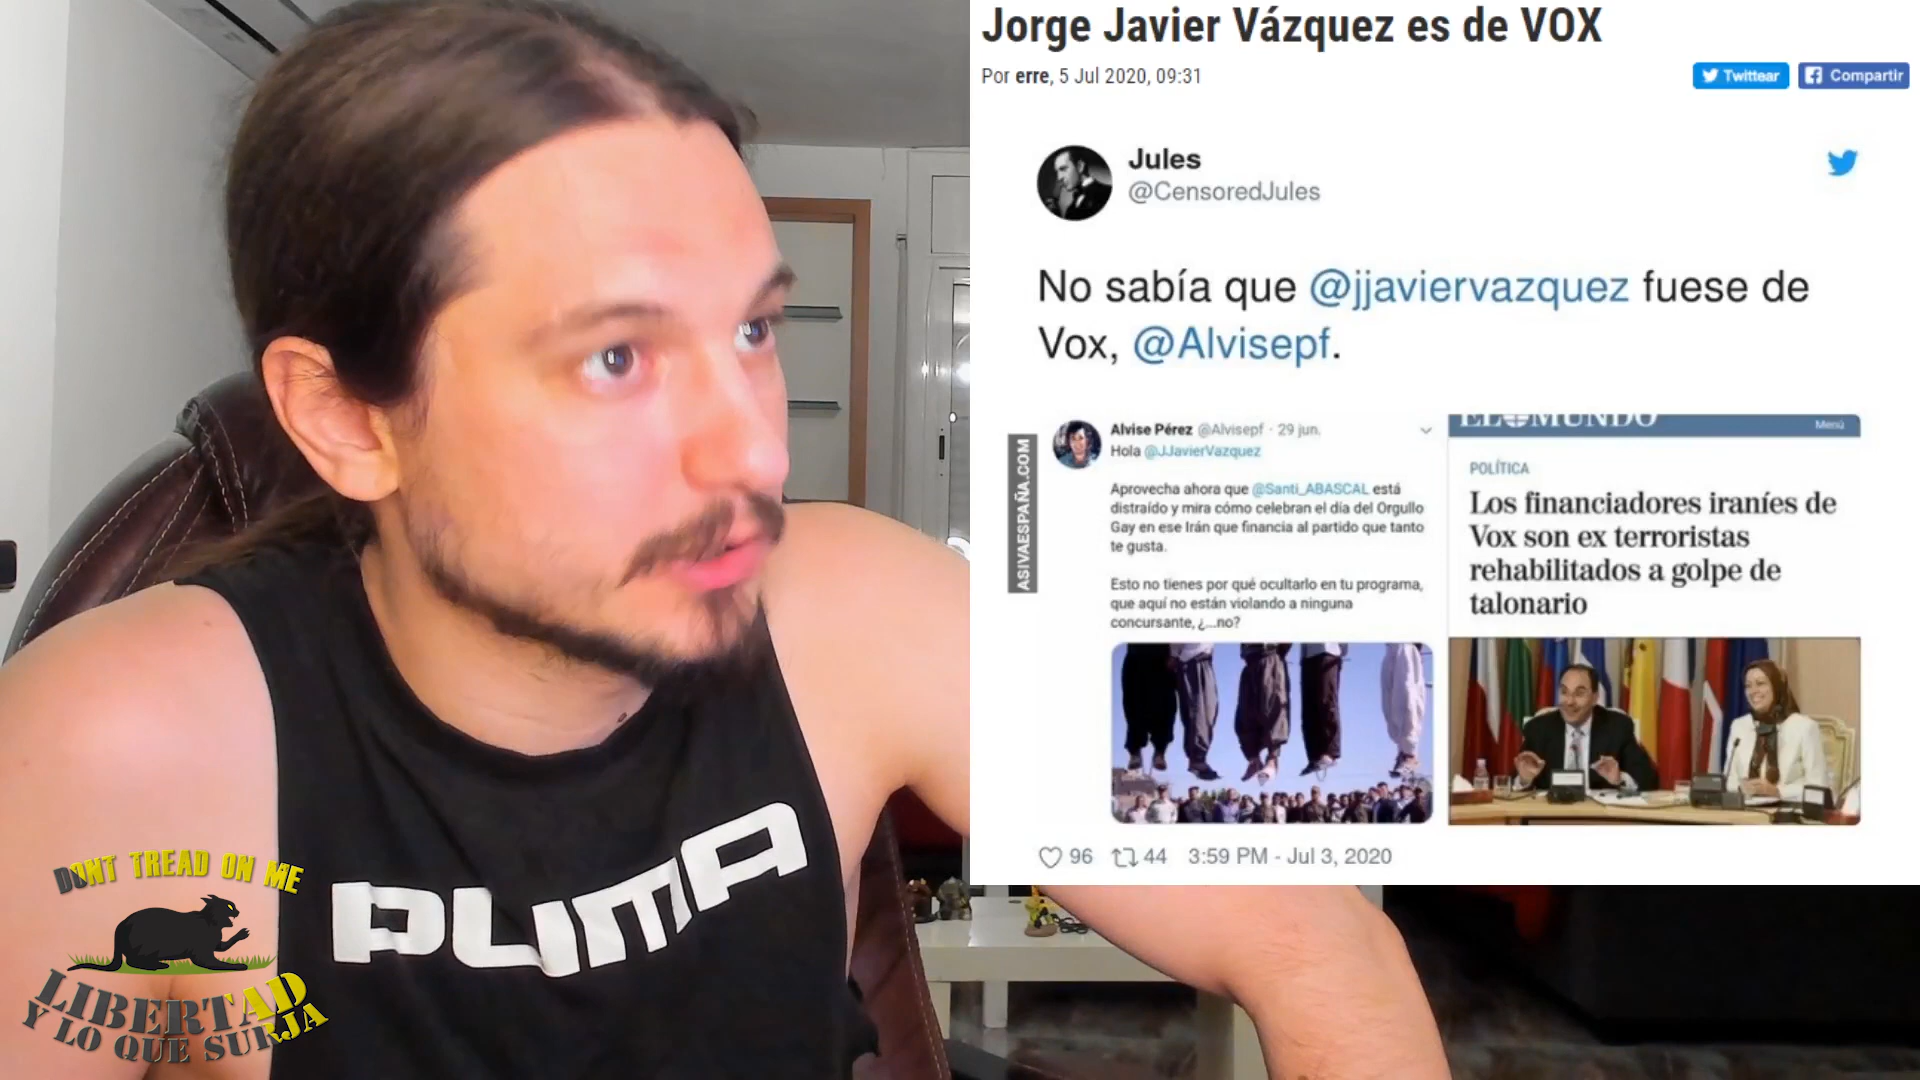 Jorge Javier Vázquez es de VOX
Por erre, 5 Jul 2020, 09:31
Twittear
Compartir
Jules
@CensoredJules
No sabía que @jjaviervazquez fuese de
Vox, @Alvisepf.
ASIVAESPAÑA.COM
Alvise Pérez @Alvisepf · 29 jun.
Hola @JJavierVazquez
Aprovecha ahora que @Santi_ABASCAL está
distraído y mira cómo celebran el día del Orgullo
Gay en ese Irán que financia al partido que tanto
te gusta.
Esto no tienes por qué ocultarlo en tu programa,
que aquí no están violando a ninguna
concursante, ¿...no?
EL MUNDO
Menú
POLÍTICA
Los financiadores iraníes de
Vox son ex terroristas
rehabilitados a golpe de
talonario
96 44 3:59 PM - Jul 3, 2020
PUMA
DONT TREAD ON ME
LIBERTAD
Y LO QUE SURJA